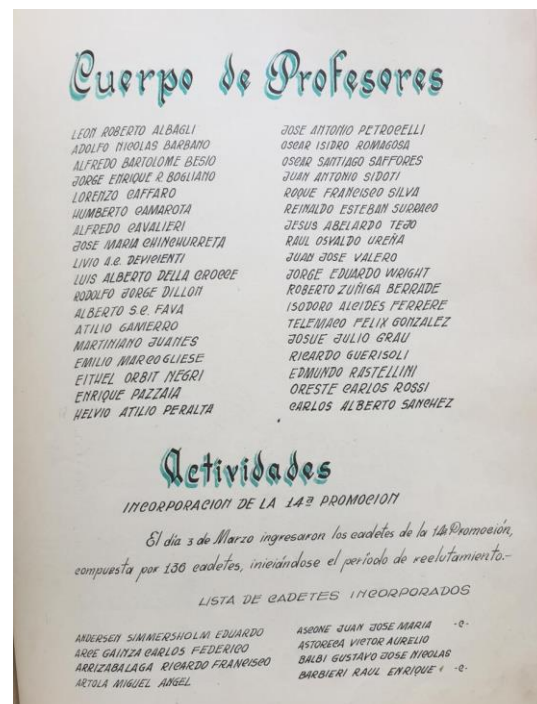 Cuerpo de Profesores
LEON ROBERTO ALBAGLI
ADOLFO NICOLAS BARBANO
ALFREDO BARTOLOME BESIO
JORGE ENRIQUE R. BOGLIANO
LORENZO CAFFARO
HUMBERTO CAMAROTA
ALFREDO CAVALIERI
JOSE MARIA CHINCHURRETA
LIVIO A.C. DEVICIENTI
LUIS ALBERTO DELLA CROCCE
RODOLFO JORGE DILLON
ALBERTO S.C. FAVA
ATILIO GAMERRO
MARTINIANO JUANES
EMILIO MARCOGLIESE
EITHEL ORBIT NEGRI
ENRIQUE PAZZAIA
HELVIO ATILIO PERALTA
JOSE ANTONIO PETROCELLI
OSCAR ISIDRO ROMAGOSA
OSCAR SANTIAGO SAFFORES
JUAN ANTONIO SIDOTI
ROQUE FRANCISCO SILVA
REINALDO ESTEBAN SURRACO
JESUS ABELARDO TEJO
RAUL OSVALDO UREÑA
JUAN JOSE VALERO
JORGE EDUARDO WRIGHT
ROBERTO ZUÑIGA BERRADE
ISODORO ALCIDES FERRERE
TELEMACO FELIX GONZALEZ
JOSUE JULIO GRAU
RICARDO GUERISOLI
EDMUNDO RASTELLINI
ORESTE CARLOS ROSSI
CARLOS ALBERTO SANCHEZ
Actividades
INCORPORACION DE LA 14ª PROMOCION
El día 3 de Marzo ingresaron los cadetes de la 14ª Promoción,
compuesta por 136 cadetes, iniciándose el período de reclutamiento.-
LISTA DE CADETES INCORPORADOS
ANDERSEN SIMMERSHOLM EDUARDO
ARCE GAINZA CARLOS FEDERICO
ARRIZABALAGA RICARDO FRANCISCO
ARTOLA MIGUEL ANGEL
ASCONE JUAN JOSE MARIA -C-
ASTORECA VICTOR AURELIO
BALBI GUSTAVO JOSE NICOLAS
BARBIERI RAUL ENRIQUE -C-